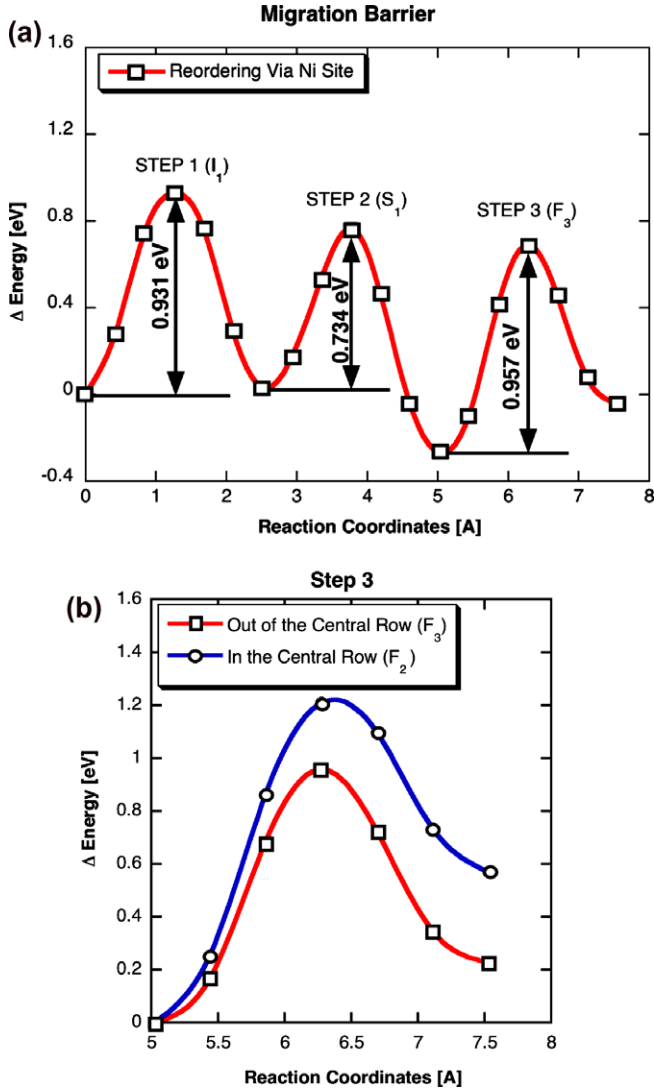 Migration Barrier
(a)
1.6
Reordering Via Ni Site
1.2
STEP 1 (I₁)
STEP 2 (S₁)
STEP 3 (F₃)
0.8
Δ Energy [eV]
0.931 eV
0.734 eV
0.957 eV
0.4
0
-0.4
0 1 2 3 4 5 6 7 8
Reaction Coordinates [A]
Step 3
(b)
1.6
Out of the Central Row (F₃)
In the Central Row (F₂)
1.4
1.2
1
Δ Energy [eV]
0.8
0.6
0.4
0.2
0
5 5.5 6 6.5 7 7.5 8
Reaction Coordinates [A]